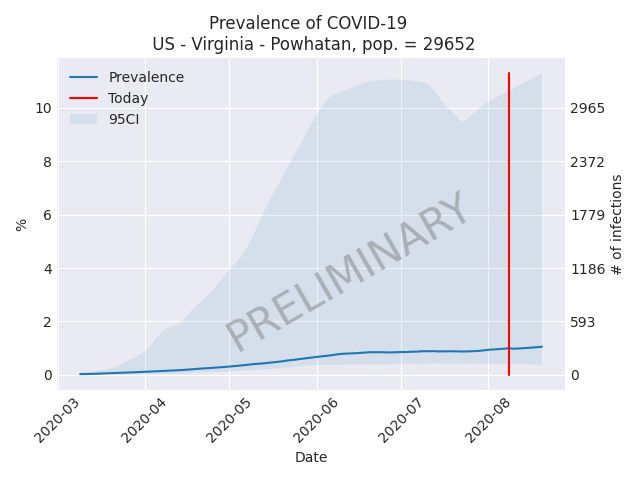 Prevalence of COVID-19
US - Virginia - Powhatan, pop. = 29652
Prevalence
Today
95CI
10
8
6
4
2
0
%
2965
2372
1779
1186
593
0
# of infections
PRELIMINARY
2020-03
2020-04
2020-05
2020-06
2020-07
2020-08
Date